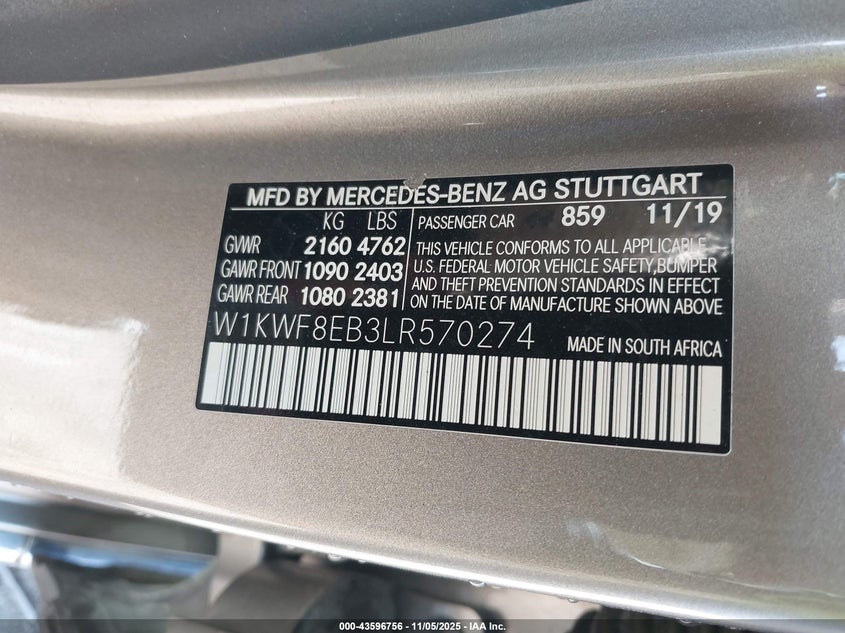 MFD BY MERCEDES-BENZ AG STUTTGART
KG LBS
GVWR 2160 4762
GAWR FRONT 1090 2403
GAWR REAR 1080 2381
PASSENGER CAR 859 11/19
THIS VEHICLE CONFORMS TO ALL APPLICABLE
U.S. FEDERAL MOTOR VEHICLE SAFETY,BUMPER
AND THEFT PREVENTION STANDARDS IN EFFECT
ON THE DATE OF MANUFACTURE SHOWN ABOVE
W1KWF8EB3LR570274 MADE IN SOUTH AFRICA
000-43596756 - 11/05/2025 - IAA Inc.